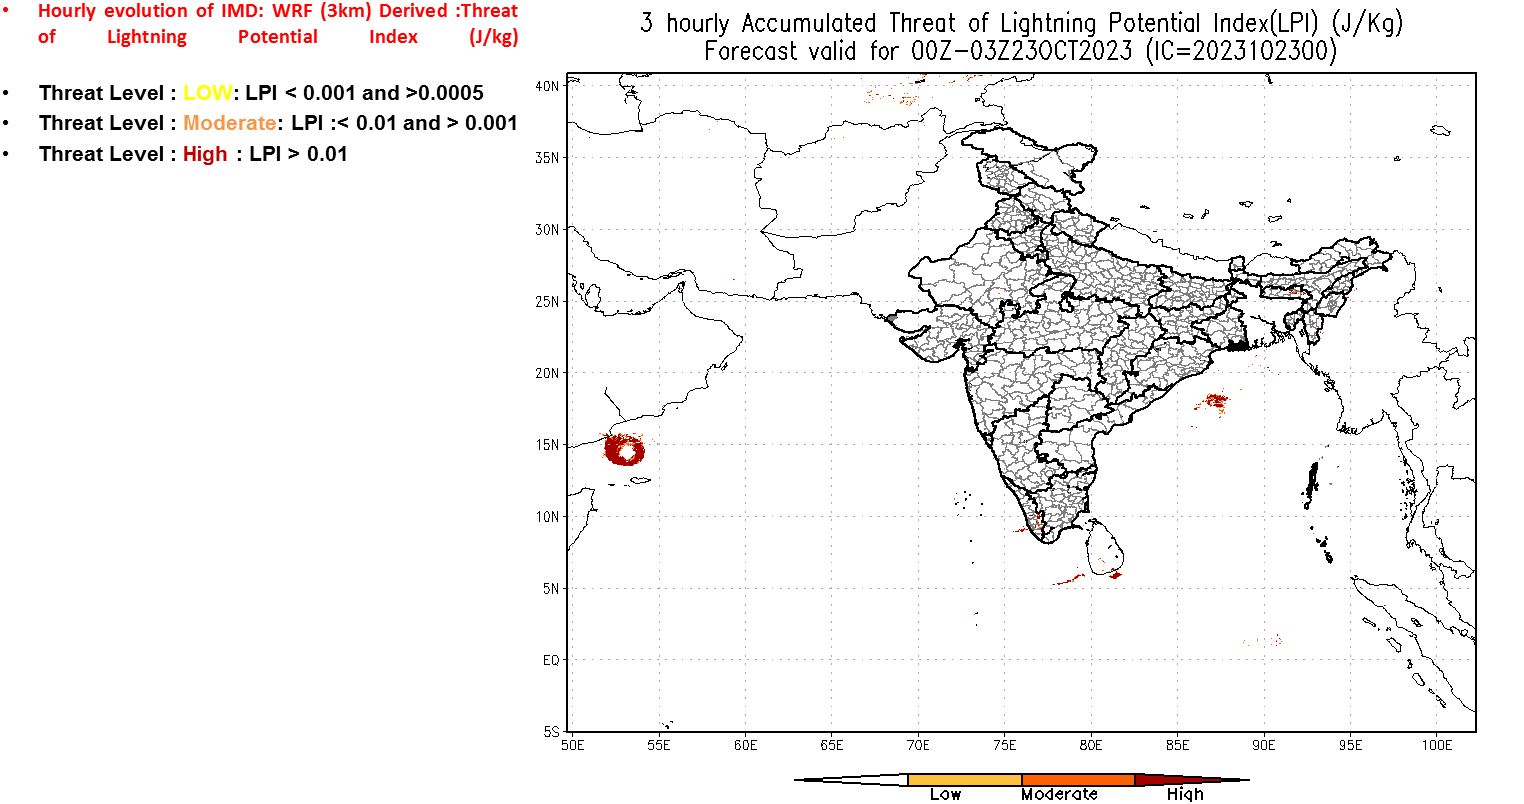 • Hourly evolution of IMD: WRF (3km) Derived :Threat
of Lightning Potential Index (J/kg)
• Threat Level : LOW: LPI < 0.001 and >0.0005
• Threat Level : Moderate: LPI :< 0.01 and > 0.001
• Threat Level : High : LPI > 0.01
3 hourly Accumulated Threat of Lightning Potential Index(LPI) (J/Kg)
Forecast valid for 00Z-03Z23OCT2023 (IC=2023102300)
40N
35N
30N
25N
20N
15N
10N
5N
EQ
5S
50E 55E 60E 65E 70E 75E 80E 85E 90E 95E 100E
Low Moderate High